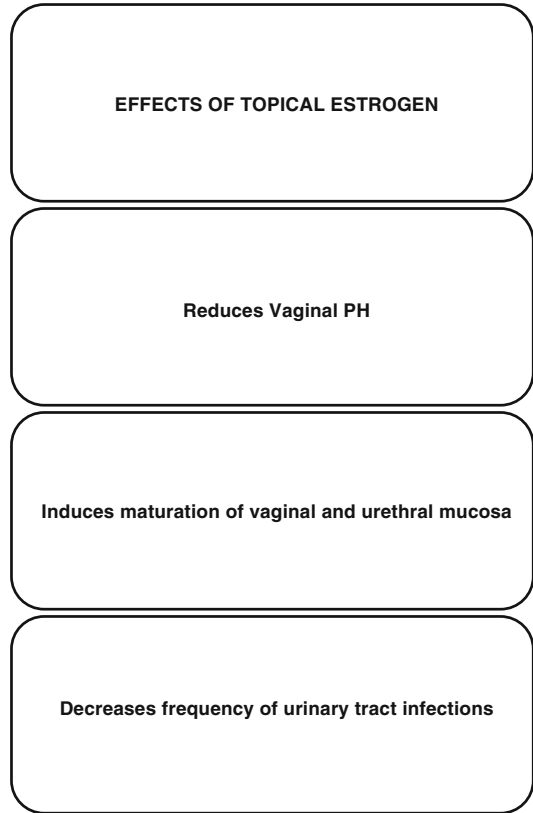 EFFECTS OF TOPICAL ESTROGEN
Reduces Vaginal PH
Induces maturation of vaginal and urethral mucosa
Decreases frequency of urinary tract infections